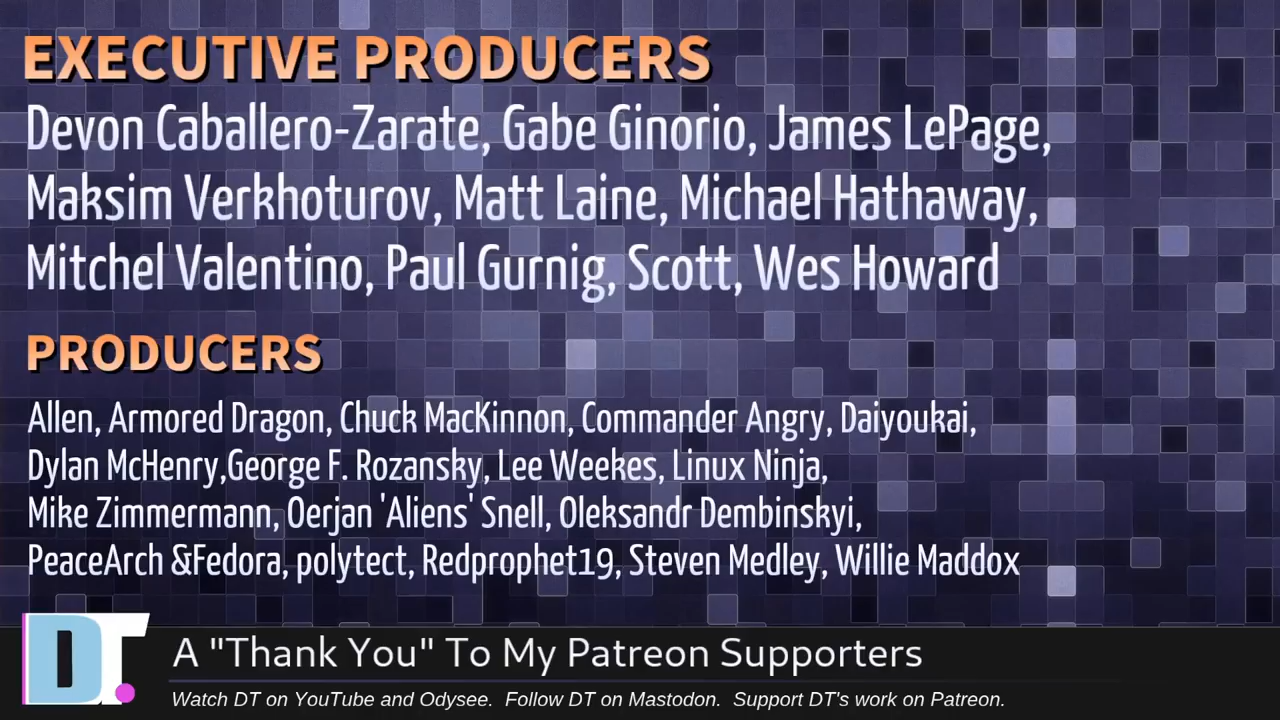 EXECUTIVE PRODUCERS
Devon Caballero-Zarate, Gabe Ginorio, James LePage,
Maksim Verkhoturov, Matt Laine, Michael Hathaway,
Mitchel Valentino, Paul Gurnig, Scott, Wes Howard
PRODUCERS
Allen, Armored Dragon, Chuck MacKinnon, Commander Angry, Daiyoukai,
Dylan McHenry,George F. Rozansky, Lee Weekes, Linux Ninja,
Mike Zimmermann, Oerjan 'Aliens' Snell, Oleksandr Dembinskyi,
PeaceArch &Fedora, polytect, Redprophet19, Steven Medley, Willie Maddox
DT.
A "Thank You" To My Patreon Supporters
Watch DT on YouTube and Odysee.  Follow DT on Mastodon.  Support DT's work on Patreon.